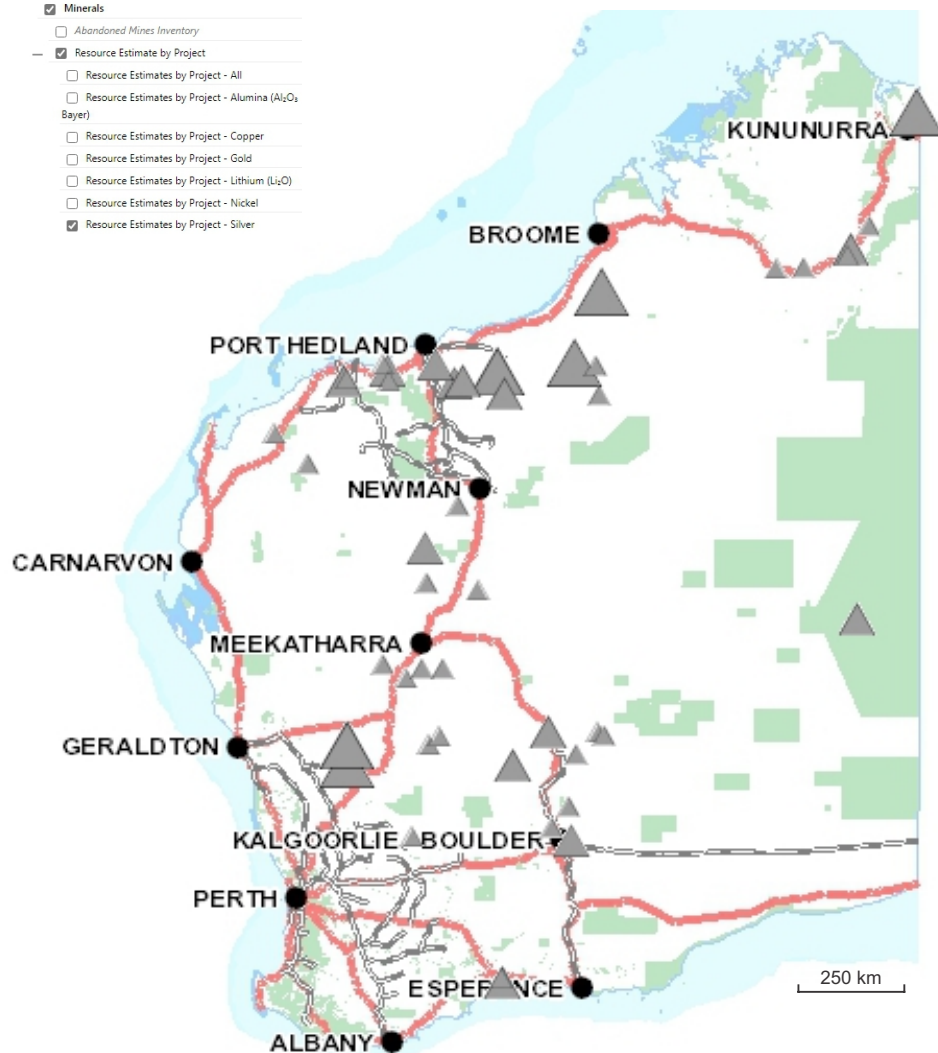 Minerals
Abandoned Mines Inventory
Resource Estimate by Project
Resource Estimates by Project - All
Resource Estimates by Project - Alumina (Al₂O₃
Bayer)
Resource Estimates by Project - Copper
Resource Estimates by Project - Gold
Resource Estimates by Project - Lithium (Li₂O)
Resource Estimates by Project - Nickel
Resource Estimates by Project - Silver
KUNUNURRA
BROOME
PORT HEDLAND
NEWMAN
CARNARVON
MEEKATHARRA
GERALDTON
KALGOORLIE BOULDER
PERTH
250 km
ESPERANCE
ALBANY